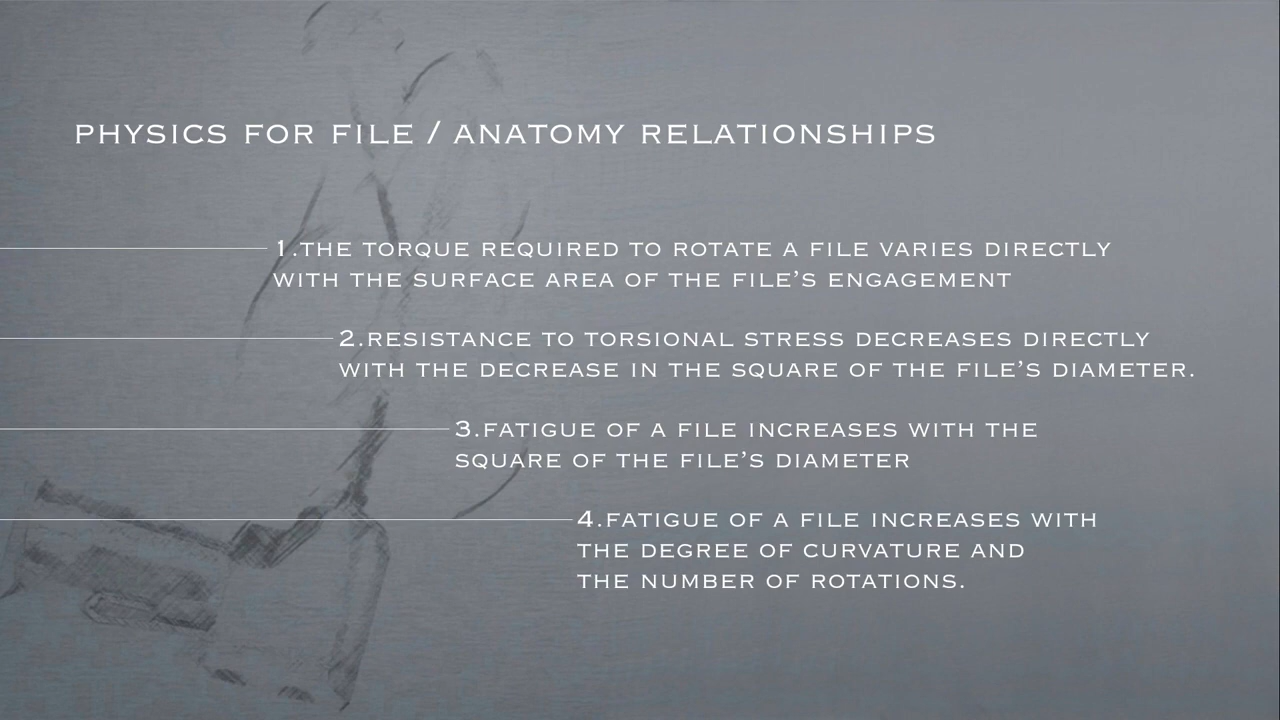 PHYSICS FOR FILE / ANATOMY RELATIONSHIPS
1.THE TORQUE REQUIRED TO ROTATE A FILE VARIES DIRECTLY
WITH THE SURFACE AREA OF THE FILE’S ENGAGEMENT
2.RESISTANCE TO TORSIONAL STRESS DECREASES DIRECTLY
WITH THE DECREASE IN THE SQUARE OF THE FILE’S DIAMETER.
3.FATIGUE OF A FILE INCREASES WITH THE
SQUARE OF THE FILE’S DIAMETER
4.FATIGUE OF A FILE INCREASES WITH
THE DEGREE OF CURVATURE AND
THE NUMBER OF ROTATIONS.